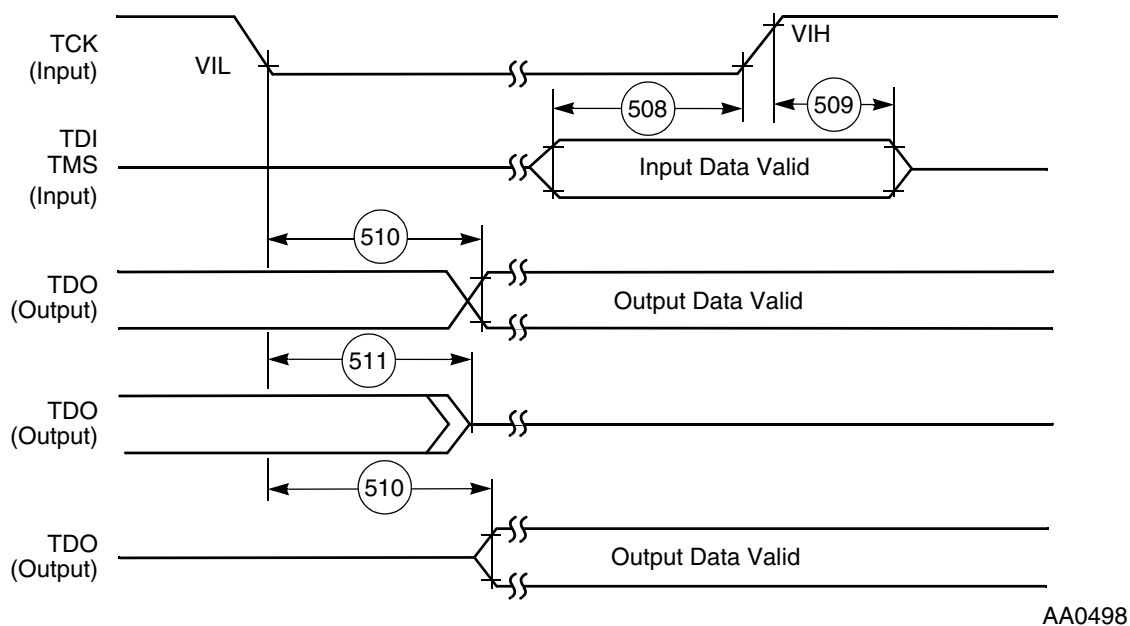 TCK
(Input)
VIL
VIH
508
509
TDI
TMS
(Input)
Input Data Valid
510
TDO
(Output)
Output Data Valid
511
TDO
(Output)
510
TDO
(Output)
Output Data Valid
AA0498